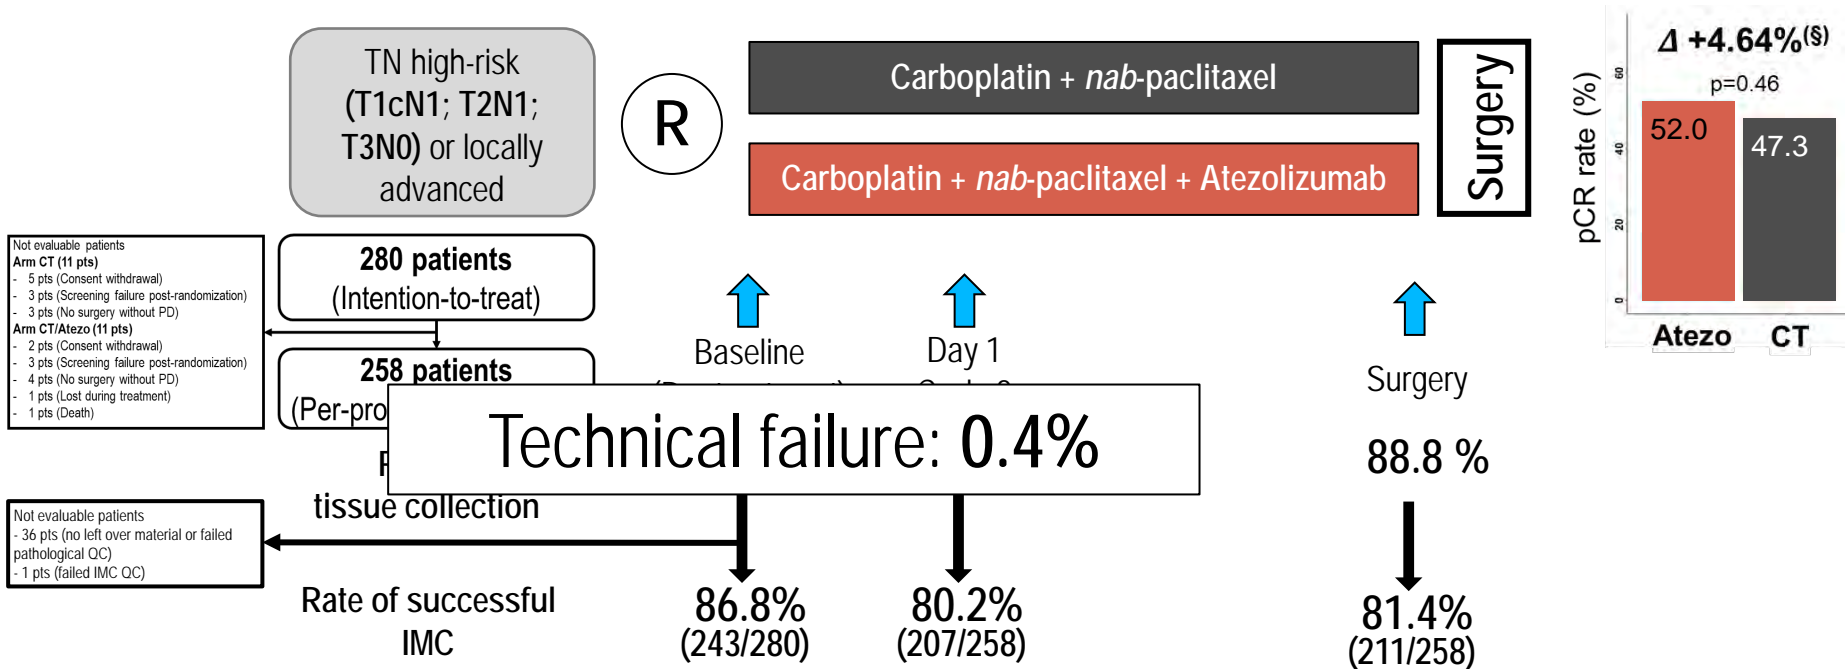 TN high-risk
(T1cN1; T2N1;
T3N0) or locally
advanced
R
Carboplatin + nab-paclitaxel
Carboplatin + nab-paclitaxel + Atezolizumab
Surgery
Δ +4.64%(§)
p=0.46
pCR rate (%)
60
40
20
0
52.0
47.3
Atezo CT
Not evaluable patients
Arm CT (11 pts)
- 5 pts (Consent withdrawal)
- 3 pts (Screening failure post-randomization)
- 3 pts (No surgery without PD)
Arm CT/Atezo (11 pts)
- 2 pts (Consent withdrawal)
- 3 pts (Screening failure post-randomization)
- 4 pts (No surgery without PD)
- 1 pts (Lost during treatment)
- 1 pts (Death)
280 patients
(Intention-to-treat)
258 patients
(Per-pro
Baseline
Day 1
Surgery
Technical failure: 0.4%
88.8 %
tissue collection
Not evaluable patients
- 36 pts (no left over material or failed
pathological QC)
- 1 pts (failed IMC QC)
Rate of successful
IMC
86.8%
(243/280)
80.2%
(207/258)
81.4%
(211/258)